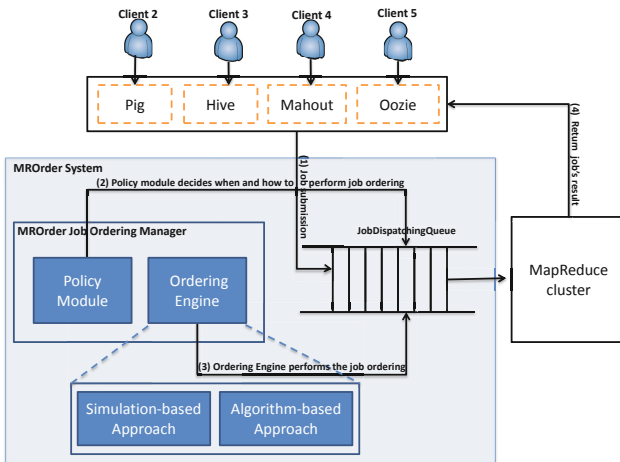 Client 2
Client 3
Client 4
Client 5
Pig
Hive
Mahout
Oozie
(1) Job submission
(4) Return job's result
MROrder System
(2) Policy module decides when and how to perform job ordering
MROrder Job Ordering Manager
JobDispatchingQueue
Policy
Module
Ordering
Engine
MapReduce
cluster
(3) Ordering Engine performs the job ordering
Simulation-based
Approach
Algorithm-based
Approach